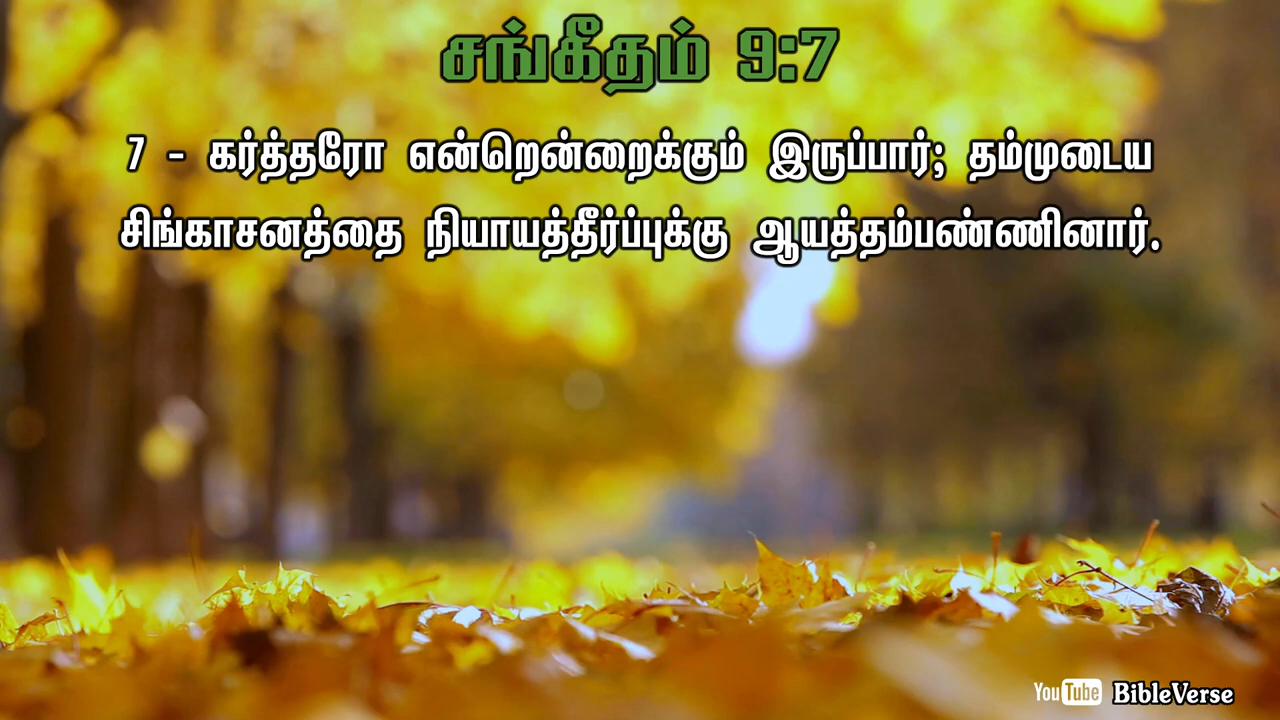 சங்கீதம் 9:7
7 - கர்த்தரோ என்றென்றைக்கும் இருப்பார்; தம்முடைய
சிங்காசனத்தை நியாயத்தீர்ப்புக்கு ஆயத்தம்பண்ணினார்.
YouTube BibleVerse